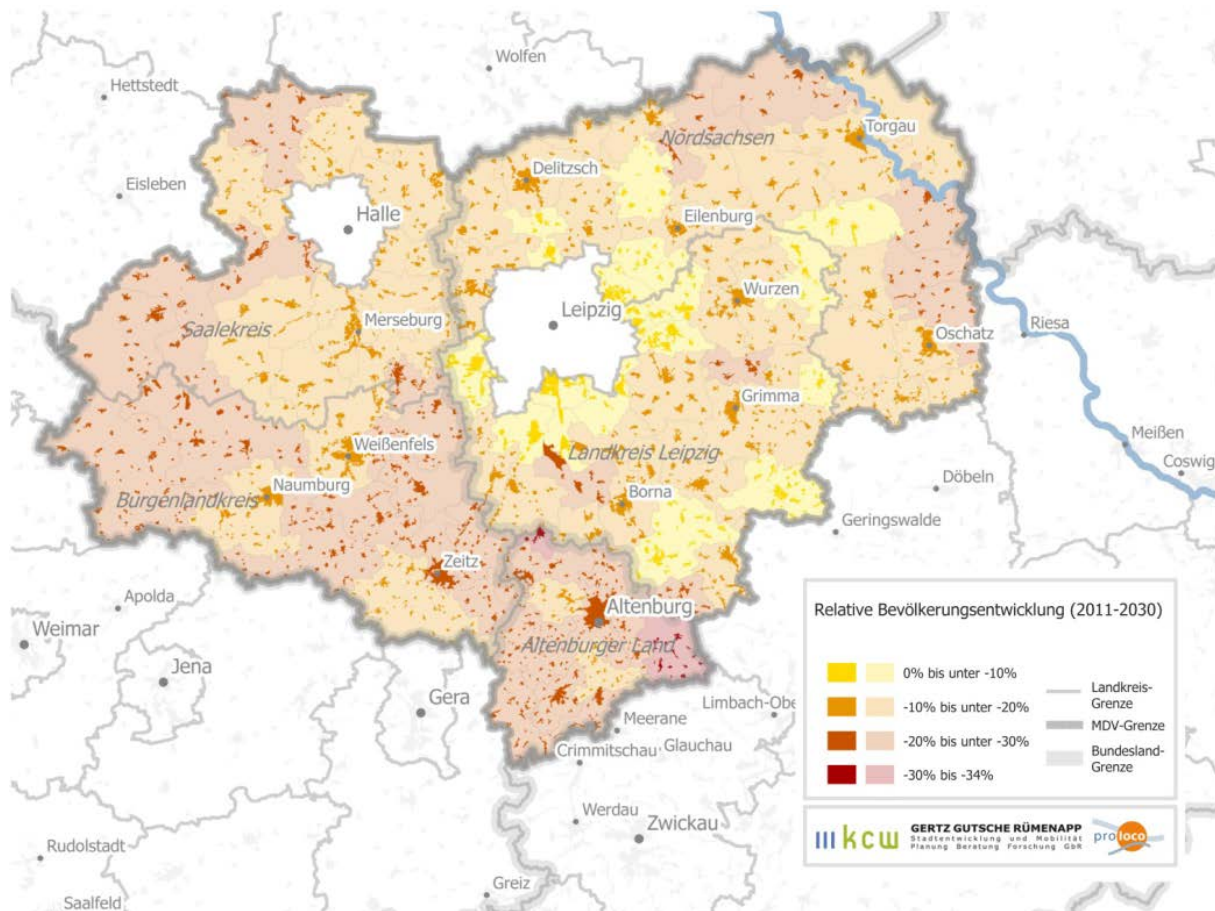 Wolfen
Hettstedt
Torgau
Nordsachsen
Delitzsch
Eisleben
Halle
Eilenburg
Wurzen
Leipzig
Merseburg
Saalekreis
Riesa
Oschatz
Grimma
Meißen
Weißenfels
Landkreis Leipzig
Coswig
Naumburg
Burgenlandkreis
Borna
Döbeln
Geringswalde
Zeitz
Apolda
Altenburg
Weimar
Altenburger Land
Jena
Gera
Limbach-Obe
Meerane
Crimmitschau
Glauchau
Werdau
Zwickau
Rudolstadt
Greiz
Saalfeld
Relative Bevölkerungsentwicklung (2011-2030)
0% bis unter -10%
-10% bis unter -20%
-20% bis unter -30%
-30% bis -34%
Landkreis-
Grenze
MDV-Grenze
Bundesland-
Grenze
kcw
GERTZ GUTSCHE RÜMENAPP
Stadtentwicklung und Mobilität
Planung Beratung Forschung GbR
proloco